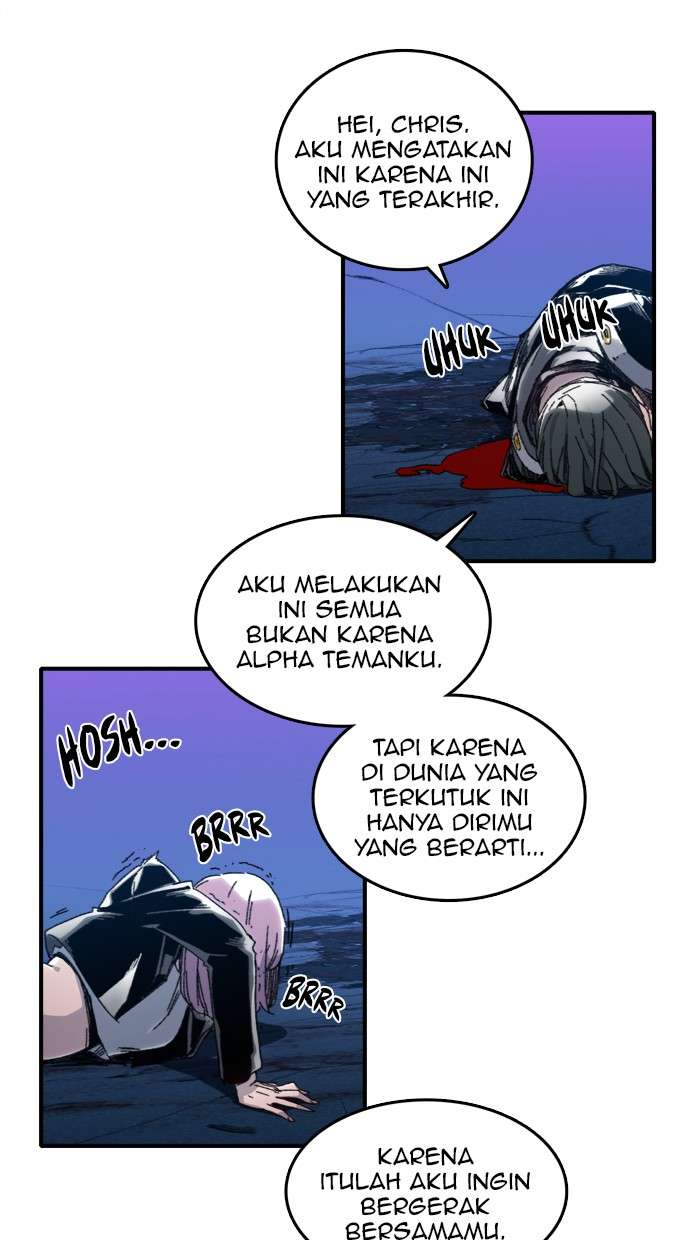 HEI, CHRIS.
AKU MENGATAKAN
INI KARENA INI
YANG TERAKHIR.
UHUK
UHUK
AKU MELAKUKAN
INI SEMUA
BUKAN KARENA
ALPHA TEMANKU.
HOSH...
TAPI KARENA
DI DUNIA YANG
TERKUTUK INI
HANYA DIRIMU
YANG BERARTI...
BRRR
BRRR
KARENA
ITULAH AKU INGIN
BERGERAK
BERSAMAMU.